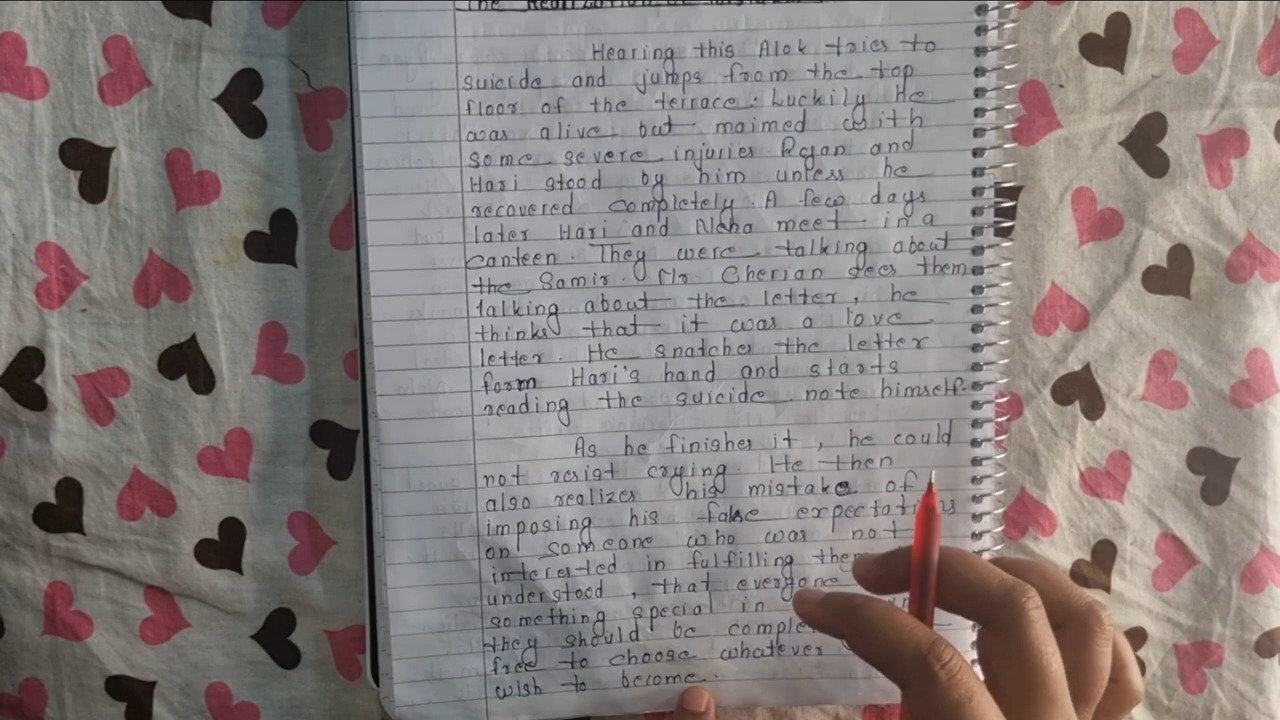 The Realization of Mistakes
Hearing this Alok tries to
suicide and jumps from the top
floor of the terrace. Luckily He
was alive but maimed with
some severe injuries. Rajan and
Hari stood by him unless he
recovered completely. A few days
later Hari and Neha meet in a
canteen. They were talking about
the Samir. Mr Cherian sees them
talking about the letter, he
thinks that it was a love
letter. He snatches the letter
form Hari's hand and starts
reading the suicide note himself.
As he finishes it, he could
not resist crying. He then
also realizes his mistake of
imposing his false expectations
on someone who was not
interested in fulfilling
understood, that everyone
something special in
they should be
free to choose whatever
wish to become.